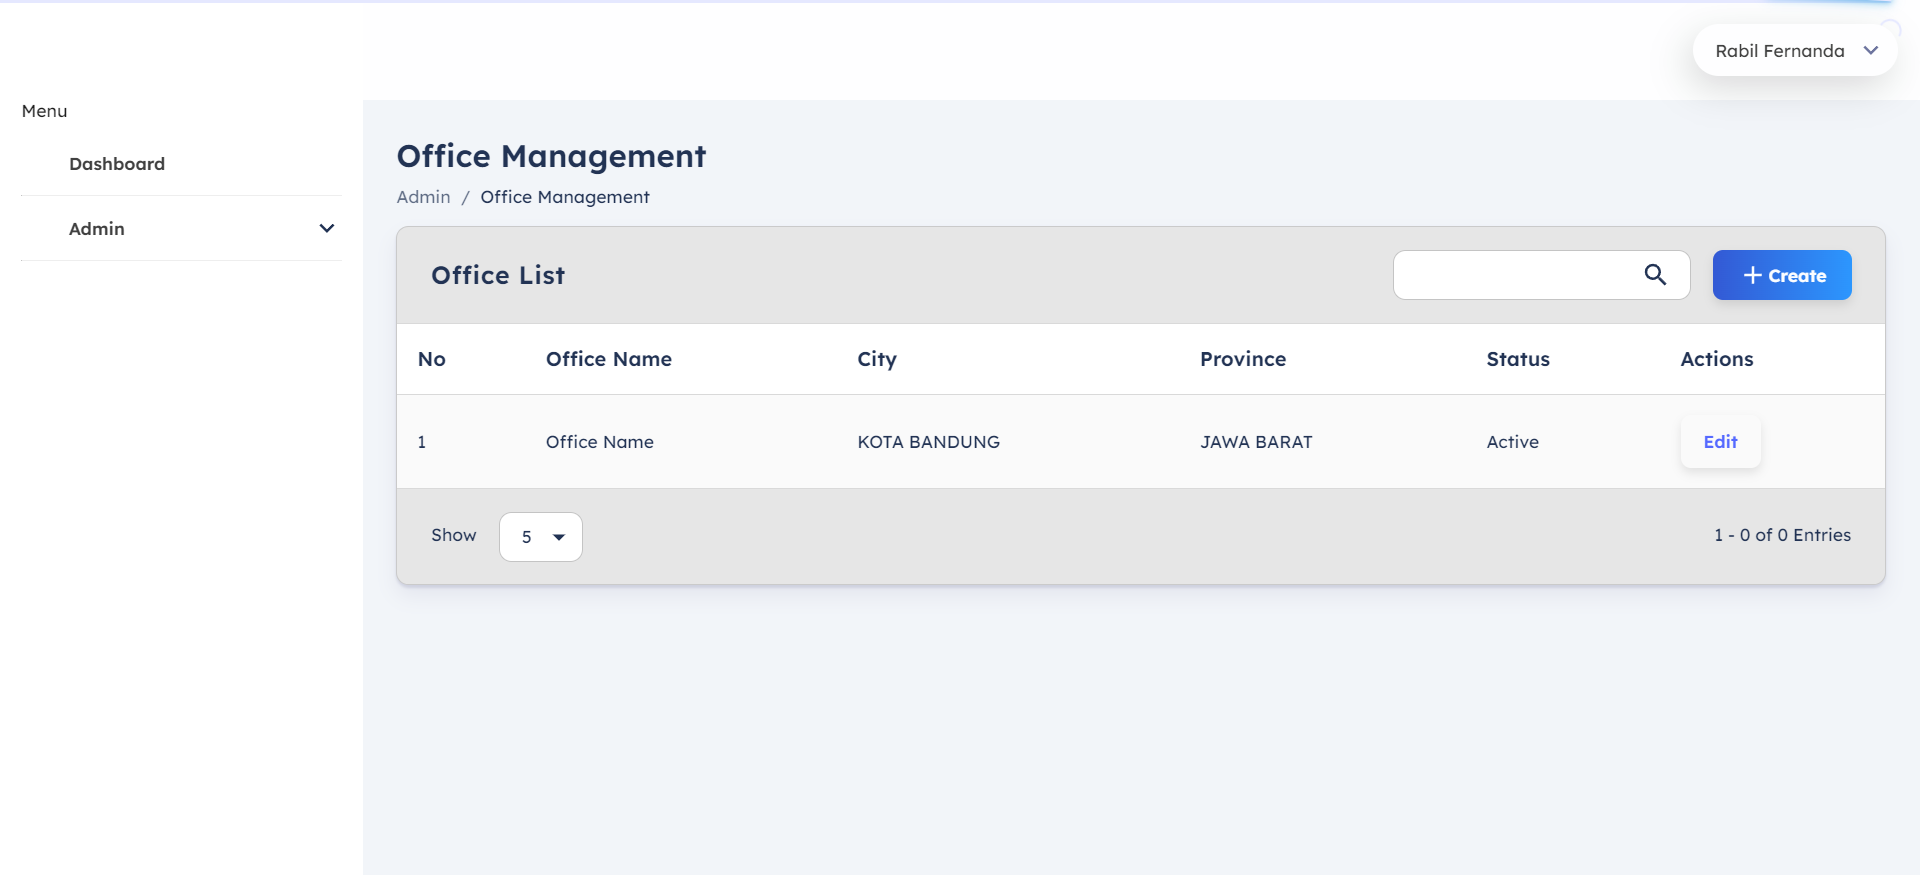 Rabil Fernanda
Menu
Dashboard
Admin
Office Management
Admin / Office Management
Office List
+ Create
No Office Name City Province Status Actions
1 Office Name KOTA BANDUNG JAWA BARAT Active Edit
Show 5 1 - 0 of 0 Entries